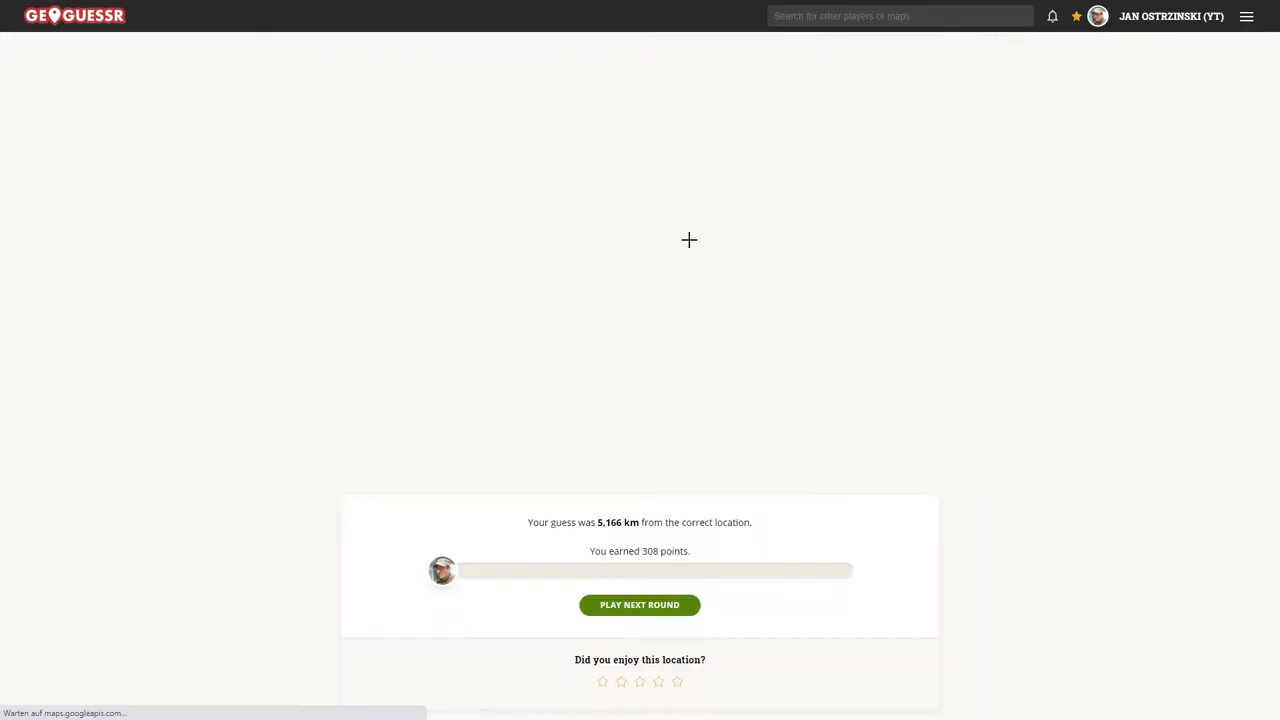 GEOGUESSR
Search for other players or maps
JAN OSTRZINSKI (YT)
Your guess was 5,166 km from the correct location.
You earned 308 points.
PLAY NEXT ROUND
Did you enjoy this location?
Warten auf maps.googleapis.com...